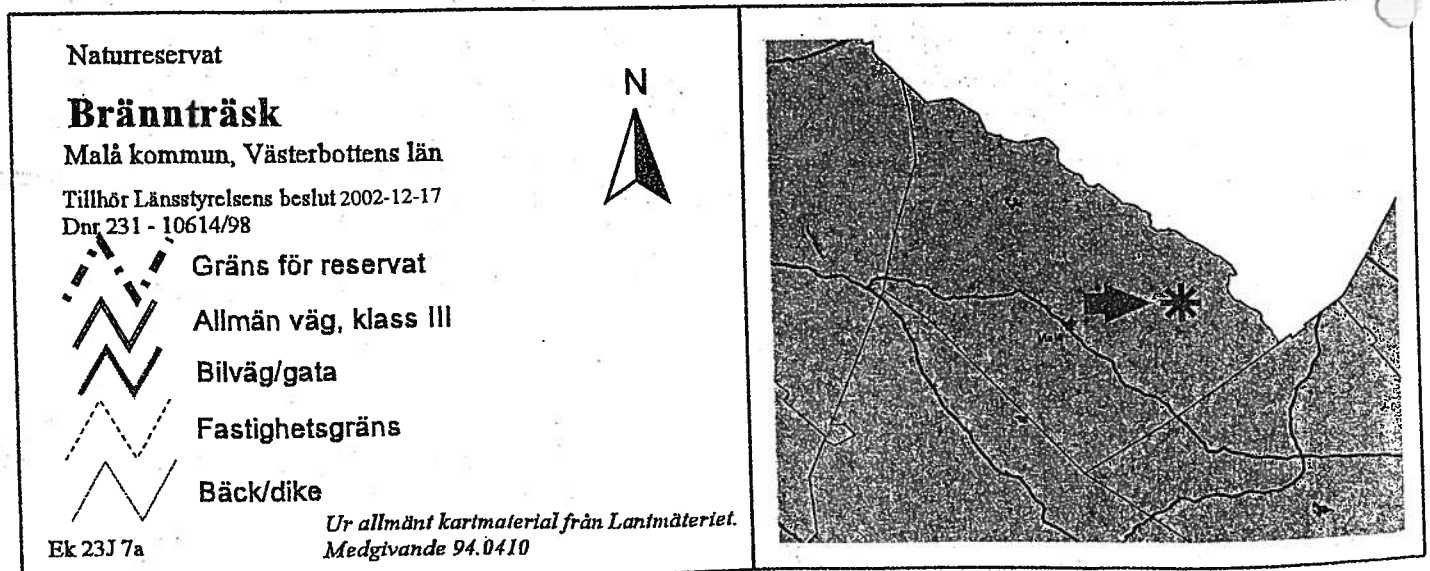 Naturreservat
Brännträsk
Malå kommun, Västerbottens län
Tillhör Länsstyrelsens beslut 2002-12-17
Dnr 231 - 10614/98
N
Gräns för reservat
Allmän väg, klass III
Bilväg/gata
Fastighetsgräns
Bäck/dike
Ur allmänt kartmaterial från Lantmäteriet.
Medgivande 94.0410
Ek 23J 7a